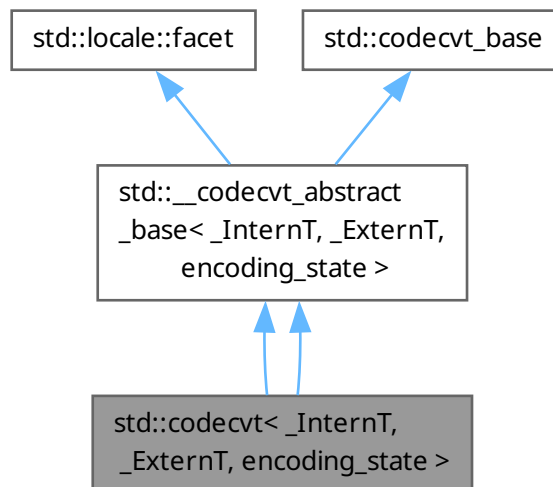 std::locale::facet
std::codecvt_base
std::__codecvt_abstract
_base< _InternT, _ExternT,
encoding_state >
std::codecvt< _InternT,
_ExternT, encoding_state >